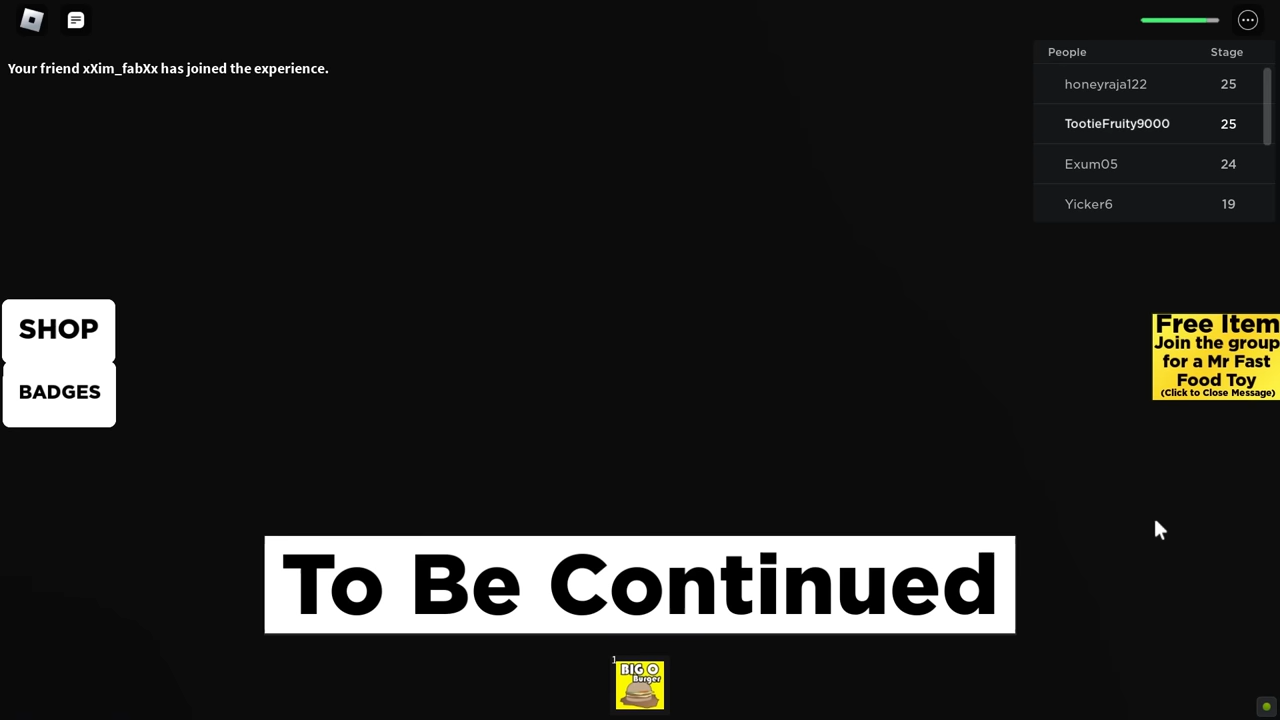 Your friend xXim_fabXx has joined the experience.
People Stage
honeyraja122 25
TootieFruity9000 25
Exum05 24
Yicker6 19
SHOP
BADGES
Free Item
Join the group
for a Mr Fast
Food Toy
(Click to Close Message)
To Be Continued
1
BIG O
Burger